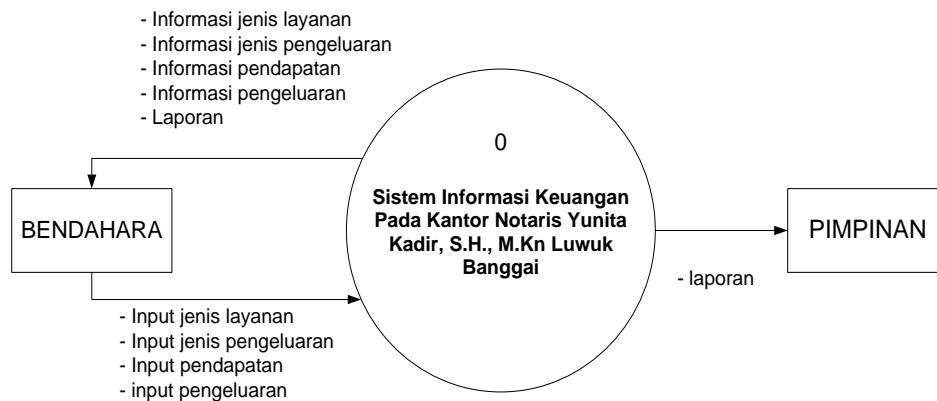 - Informasi jenis layanan
- Informasi jenis pengeluaran
- Informasi pendapatan
- Informasi pengeluaran
- Laporan
0
Sistem Informasi Keuangan
Pada Kantor Notaris Yunita
Kadir, S.H., M.Kn Luwuk
Banggai
BENDAHARA
PIMPINAN
- laporan
- Input jenis layanan
- Input jenis pengeluaran
- Input pendapatan
- input pengeluaran